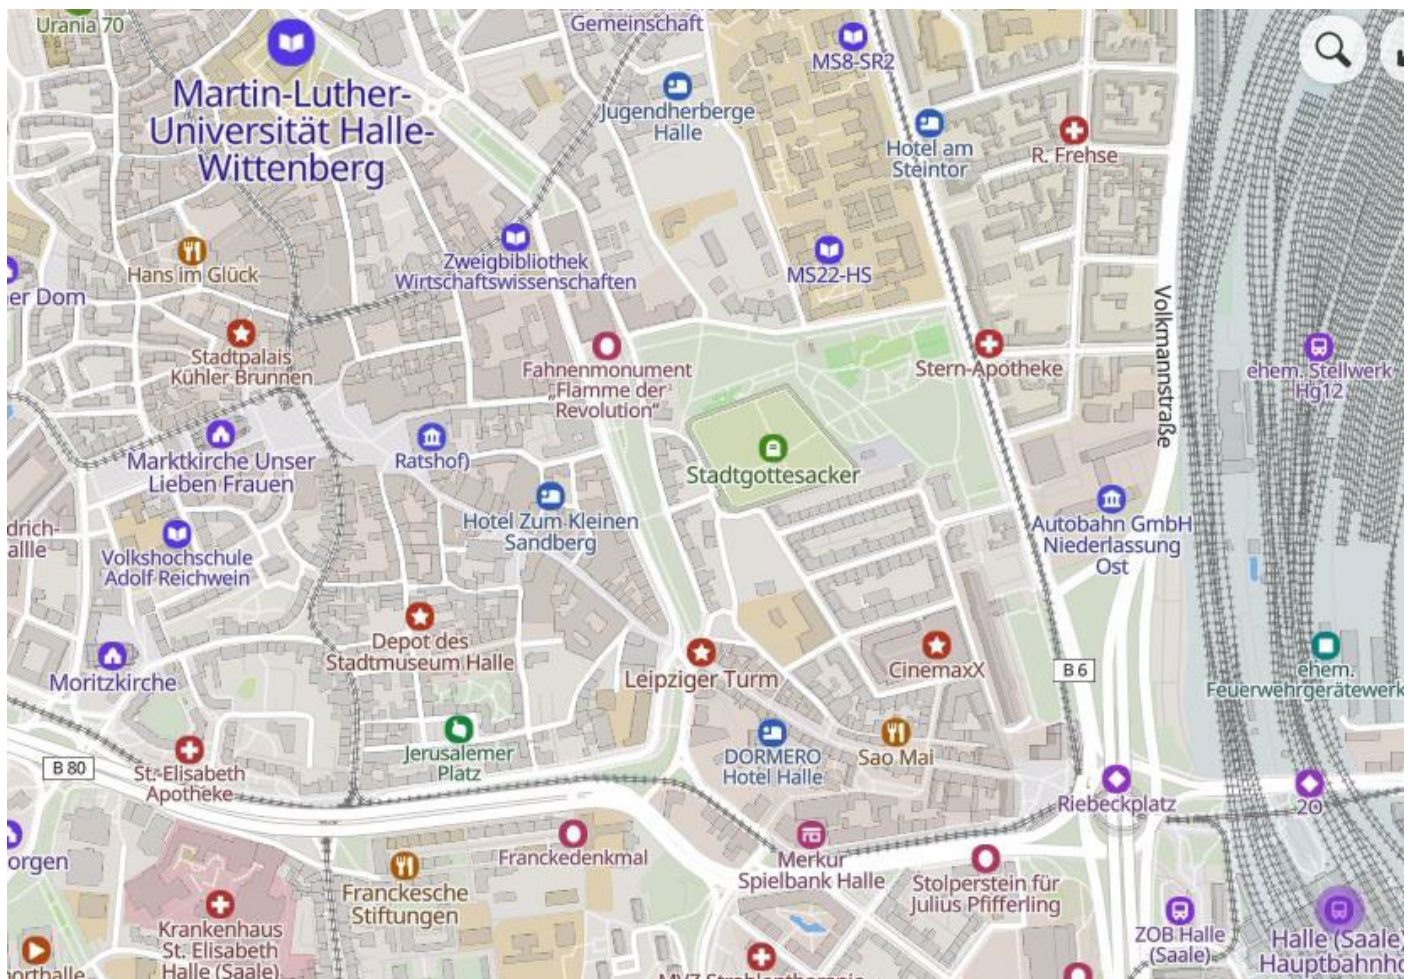 Urania 70
Gemeinschaft
MS8-SR2
Martin-Luther-
Universität Halle-
Wittenberg
Jugendherberge
Halle
Hotel am
Steintor
R. Frehse
Hans im Glück
Zweigbibliothek
Wirtschaftswissenschaften
MS22-HS
er Dom
Volkmannstraße
Stadtpalais
Kühler Brunnen
Fahnenmonument
„Flamme der
Revolution“
Stern-Apotheke
ehem. Stellwerk
Hg12
Marktkirche Unser
Lieben Frauen
Ratshof)
Stadtgottesacker
Hotel Zum Kleinen
Sandberg
Autobahn GmbH
Niederlassung
Ost
drich-
allle
Volkshochschule
Adolf Reichwein
Depot des
Stadtmuseum Halle
Leipziger Turm
CinemaxX
B 6
ehem.
Feuerwehrgerätewerk
Moritzkirche
Jerusalemer
Platz
DORMERO
Hotel Halle
Sao Mai
B 80
St. Elisabeth
Apotheke
Riebeckplatz
20
orgen
Franckedenkmal
Merkur
Spielbank Halle
Stolperstein für
Julius Pfifferling
Franckesche
Stiftungen
Krankenhaus
St. Elisabeth
Halle (Saale)
ZOB Halle
(Saale)
Halle (Saale)
Hauptbahnho
porthalle
MVZ Strahlentherapie